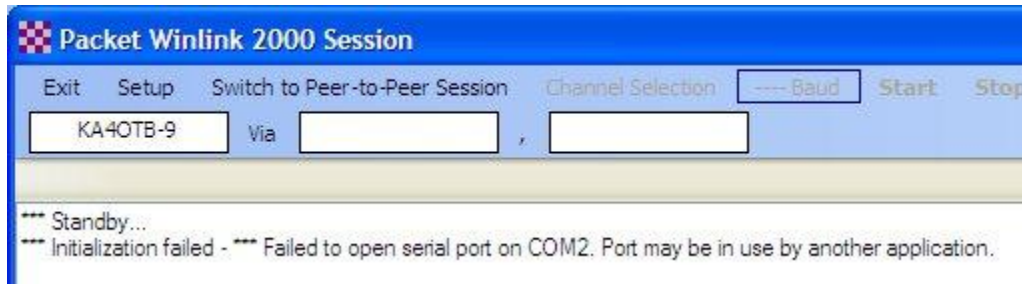 Packet Winlink 2000 Session
Exit Setup Switch to Peer-to-Peer Session Channel Selection ---- Baud Start Stop
KA4OTB-9 Via ,
*** Standby...
*** Initialization failed - *** Failed to open serial port on COM2. Port may be in use by another application.